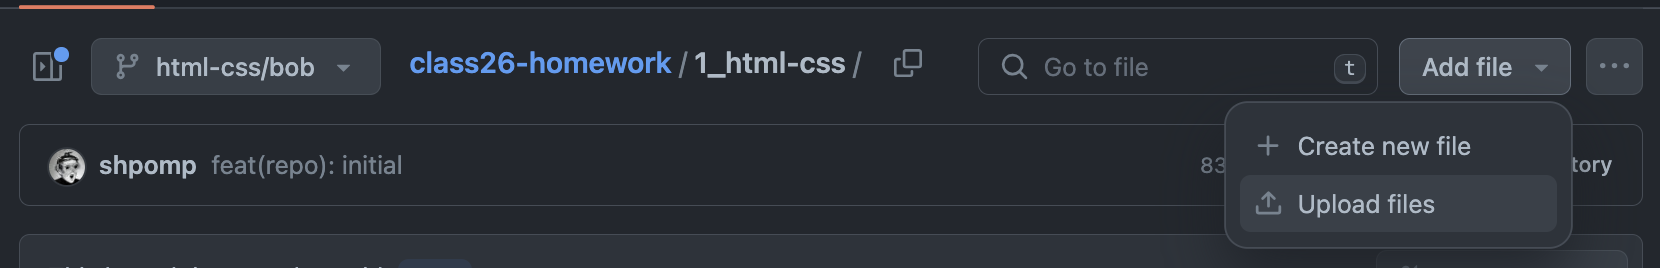 html-css/bob class26-homework / 1_html-css / Go to file t Add file
shpomp feat(repo): initial 83 tory
Create new file
Upload files